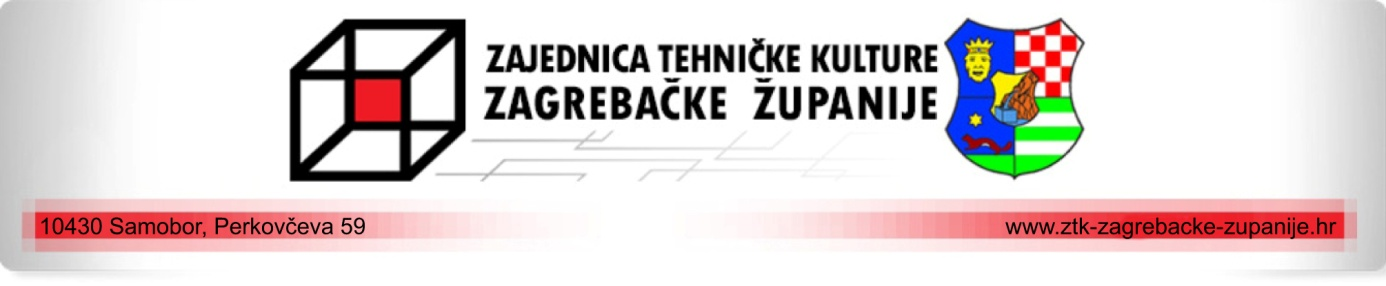 ZAJEDNICA TEHNIČKE KULTURE
ZAGREBAČKE ŽUPANIJE
10430 Samobor, Perkovčeva 59
www.ztk-zagrebacke-zupanije.hr